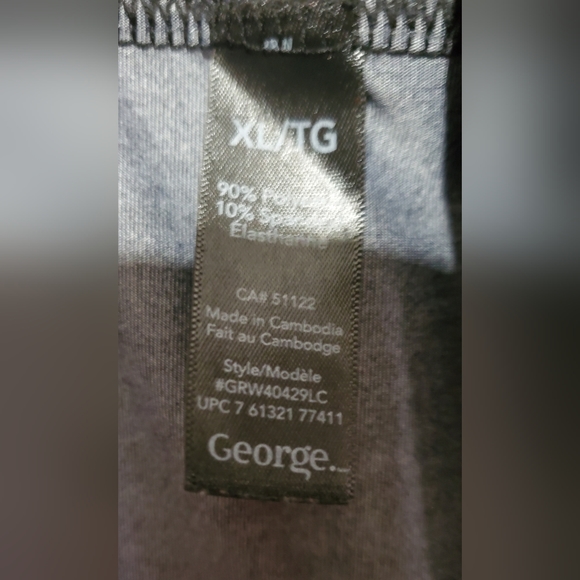 XL/TG
90%
10%
Élasthanne
CA# 51122
Made in Cambodia
Fait au Cambodge
Style/Modèle
#GRW40429LC
UPC 7 61321 77411
George.